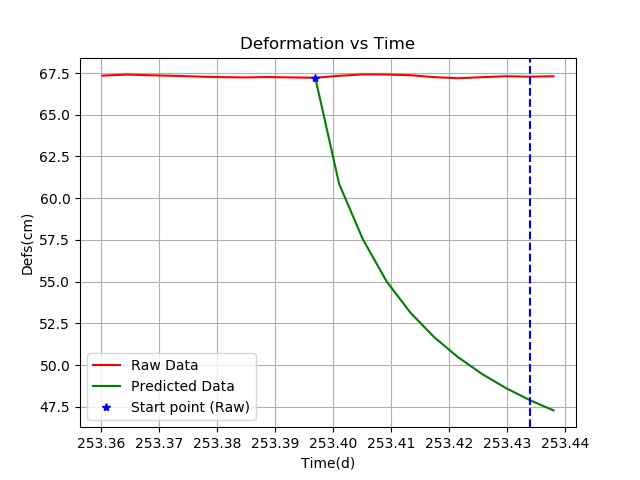 Deformation vs Time
Defs(cm)
67.5
65.0
62.5
60.0
57.5
55.0
52.5
50.0
47.5
Raw Data
Predicted Data
Start point (Raw)
253.36 253.37 253.38 253.39 253.40 253.41 253.42 253.43 253.44
Time(d)